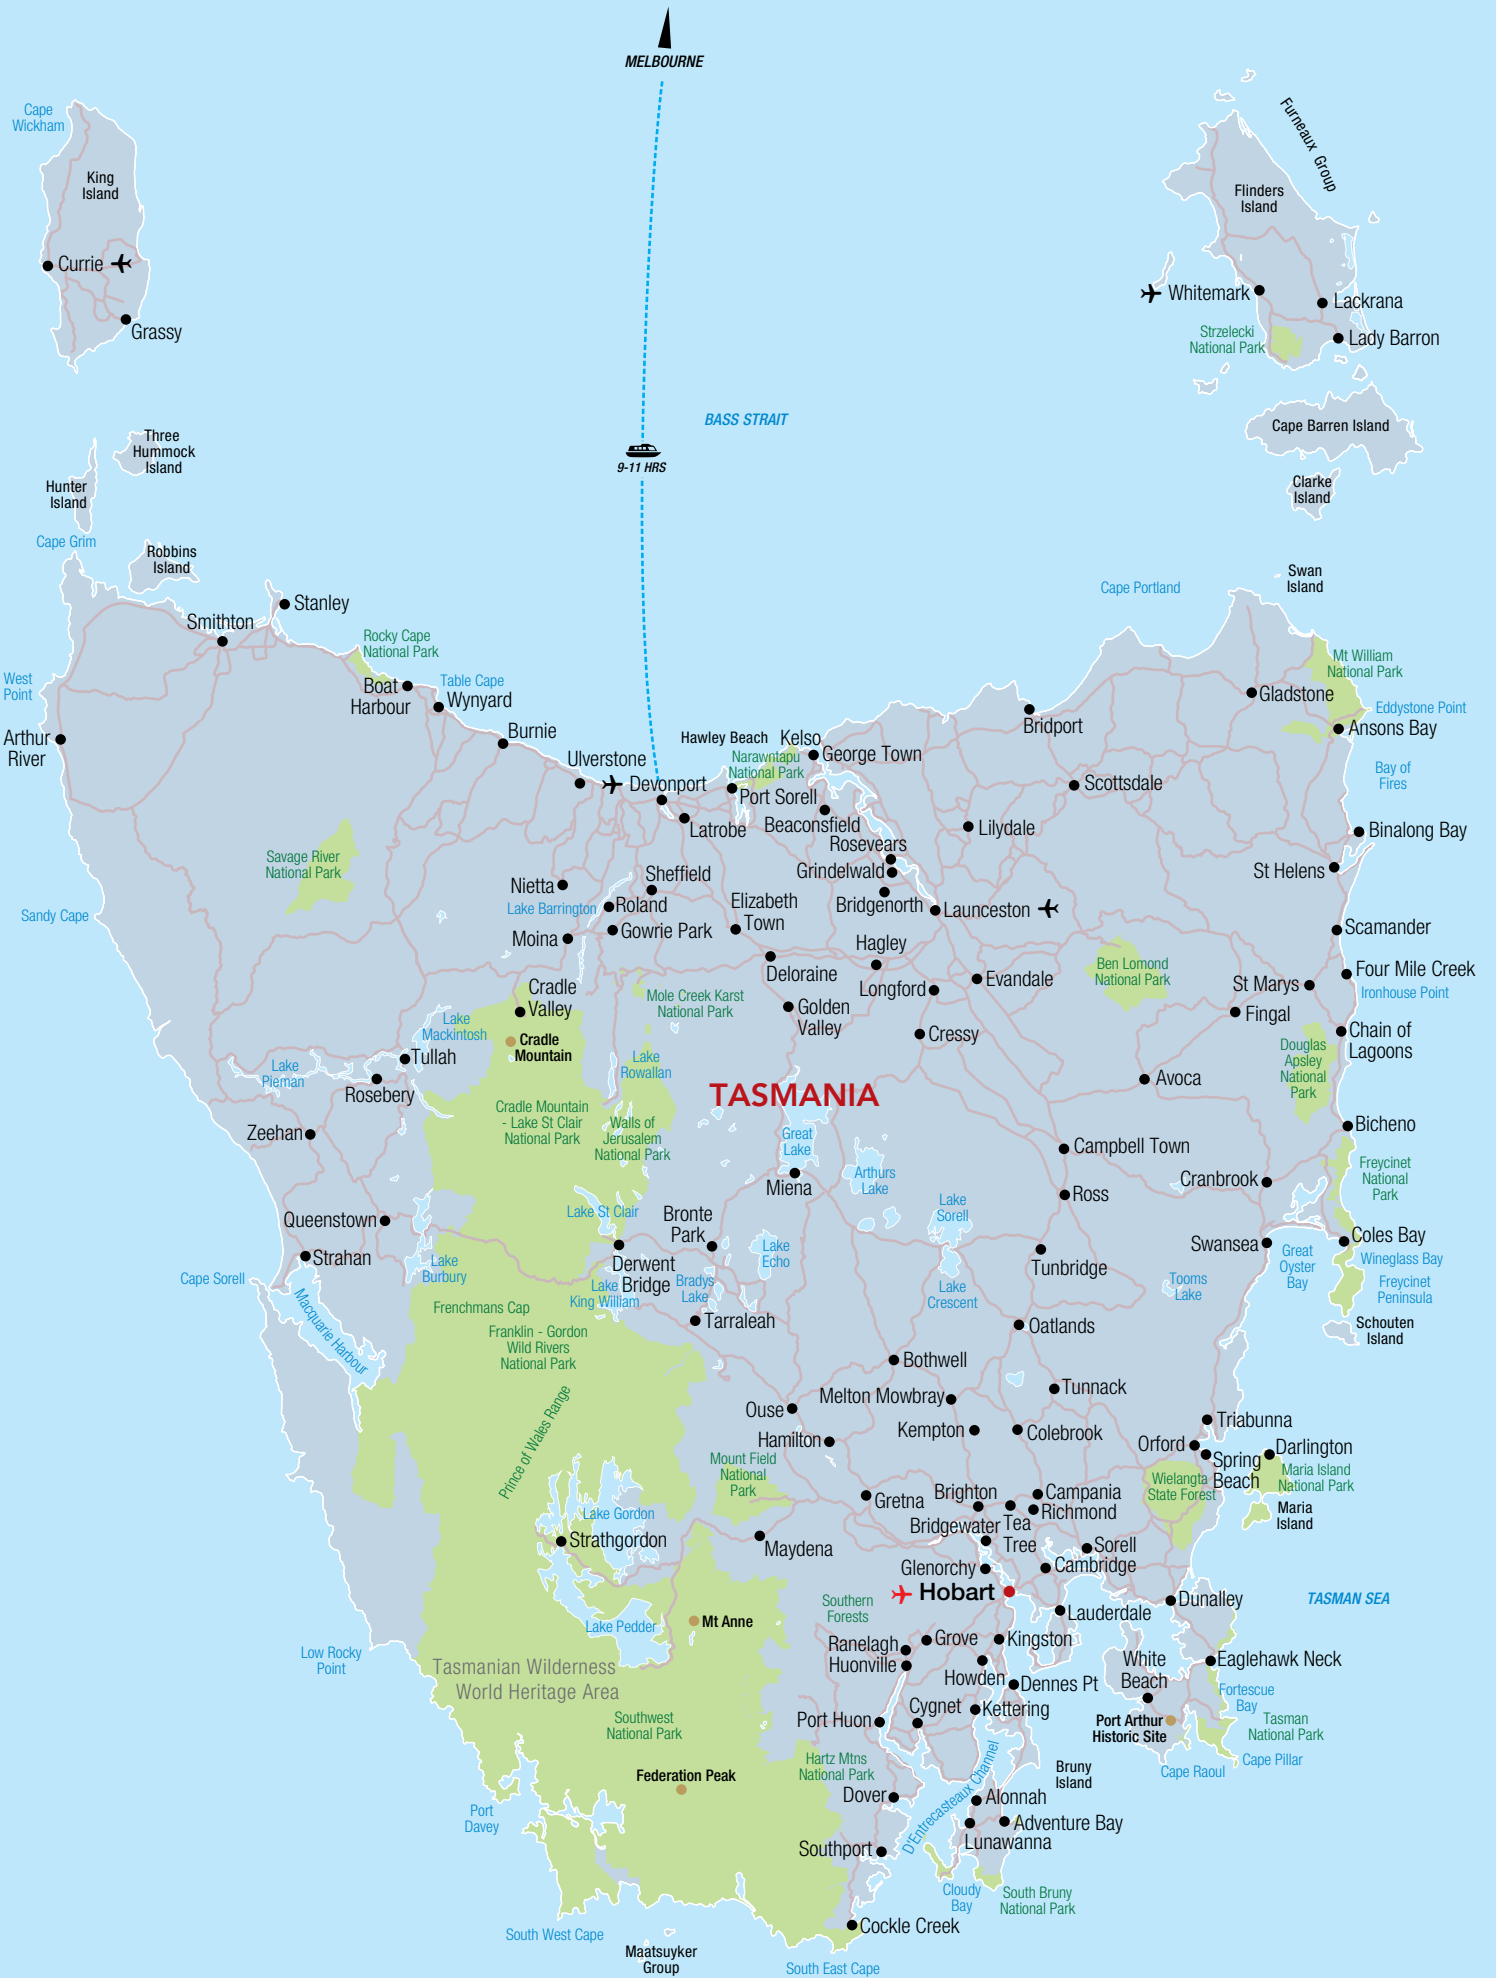 MELBOURNE
Cape
Wickham
King
Island
Currie
Grassy
Furneaux Group
Flinders
Island
Whitemark
Lackrana
Strzelecki
National Park
Lady Barron
BASS STRAIT
9-11 HRS
Cape Barren Island
Clarke
Island
Three
Hummock
Island
Hunter
Island
Cape Grim
Robbins
Island
Swan
Island
Cape Portland
Stanley
Smithton
Rocky Cape
National Park
West
Point
Boat
Harbour
Table Cape
Wynyard
Mt William
National Park
Gladstone
Eddystone Point
Ansons Bay
Bridport
Arthur
River
Burnie
Hawley Beach
Kelso
George Town
Ulverstone
Devonport
Narawntapu
National Park
Port Sorell
Bay of
Fires
Scottsdale
Latrobe
Beaconsfield
Lilydale
Binalong Bay
Rosevears
Grindelwald
Savage River
National Park
Sheffield
St Helens
Nietta
Lake Barrington
Roland
Elizabeth
Town
Bridgenorth
Launceston
Sandy Cape
Gowrie Park
Moina
Scamander
Hagley
Deloraine
Evandale
Ben Lomond
National Park
Four Mile Creek
Ironhouse Point
St Marys
Longford
Cradle
Valley
Mole Creek Karst
National Park
Golden
Valley
Fingal
Lake
Mackintosh
Cradle
Mountain
Cressy
Chain of
Lagoons
Douglas
Apsley
National
Park
Tullah
Lake
Rowallan
Lake
Pieman
Rosebery
TASMANIA
Avoca
Cradle Mountain
- Lake St Clair
National Park
Walls of
Jerusalem
National Park
Bicheno
Zeehan
Great
Lake
Campbell Town
Miena
Arthurs
Lake
Freycinet
National
Park
Cranbrook
Ross
Lake
Sorell
Lake St Clair
Queenstown
Bronte
Park
Coles Bay
Swansea
Great
Oyster
Bay
Wineglass Bay
Strahan
Lake
Burbury
Derwent
Bridge
Lake
Echo
Tunbridge
Cape Sorell
Lake
King William
Bradys
Lake
Lake
Crescent
Tooms
Lake
Freycinet
Peninsula
Macquarie Harbour
Frenchmans Cap
Tarraleah
Schouten
Island
Franklin - Gordon
Wild Rivers
National Park
Oatlands
Bothwell
Prince of Wales Range
Tunnack
Melton Mowbray
Ouse
Triabunna
Kempton
Colebrook
Hamilton
Orford
Darlington
Spring
Beach
Mount Field
National
Park
Maria Island
National Park
Wielangta
State Forest
Gretna
Brighton
Campania
Richmond
Maria
Island
Lake Gordon
Bridgewater
Tea
Tree
Strathgordon
Maydena
Sorell
Glenorchy
Cambridge
Hobart
Southern
Forests
Dunalley
TASMAN SEA
Lauderdale
Lake Pedder
Mt Anne
Low Rocky
Point
Ranelagh
Grove
Kingston
Huonville
Howden
White
Beach
Eaglehawk Neck
Tasmanian Wilderness
World Heritage Area
Dennes Pt
Fortescue
Bay
Southwest
National Park
Port Huon
Cygnet
Kettering
Port Arthur
Historic Site
Tasman
National Park
Hartz Mtns
National Park
D'Entrecasteaux Channel
Bruny
Island
Cape Raoul
Cape Pillar
Federation Peak
Dover
Alonnah
Port
Davey
Adventure Bay
Lunawanna
Southport
Cloudy
Bay
South Bruny
National Park
Cockle Creek
South West Cape
Maatsuyker
Group
South East Cape